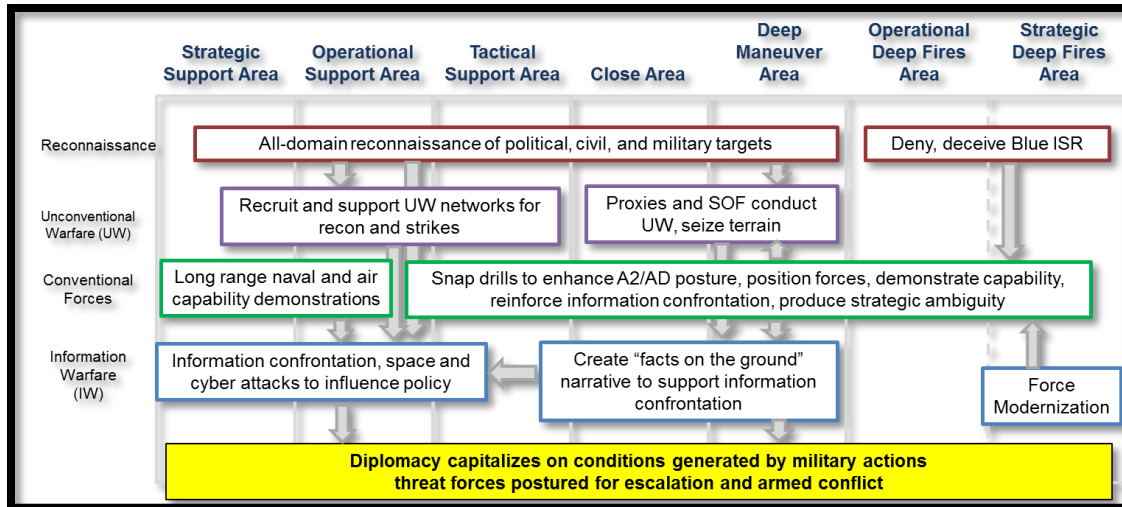 Strategic
Support Area
Operational
Support Area
Tactical
Support Area
Close Area
Deep
Maneuver
Area
Operational
Deep Fires
Area
Strategic
Deep Fires
Area
Reconnaissance
All-domain reconnaissance of political, civil, and military targets
Deny, deceive Blue ISR
Unconventional
Warfare (UW)
Recruit and support UW networks for
recon and strikes
Proxies and SOF conduct
UW, seize terrain
Conventional
Forces
Long range naval and air
capability demonstrations
Snap drills to enhance A2/AD posture, position forces, demonstrate capability,
reinforce information confrontation, produce strategic ambiguity
Information
Warfare
(IW)
Information confrontation, space and
cyber attacks to influence policy
Create “facts on the ground”
narrative to support information
confrontation
Force
Modernization
Diplomacy capitalizes on conditions generated by military actions
threat forces postured for escalation and armed conflict